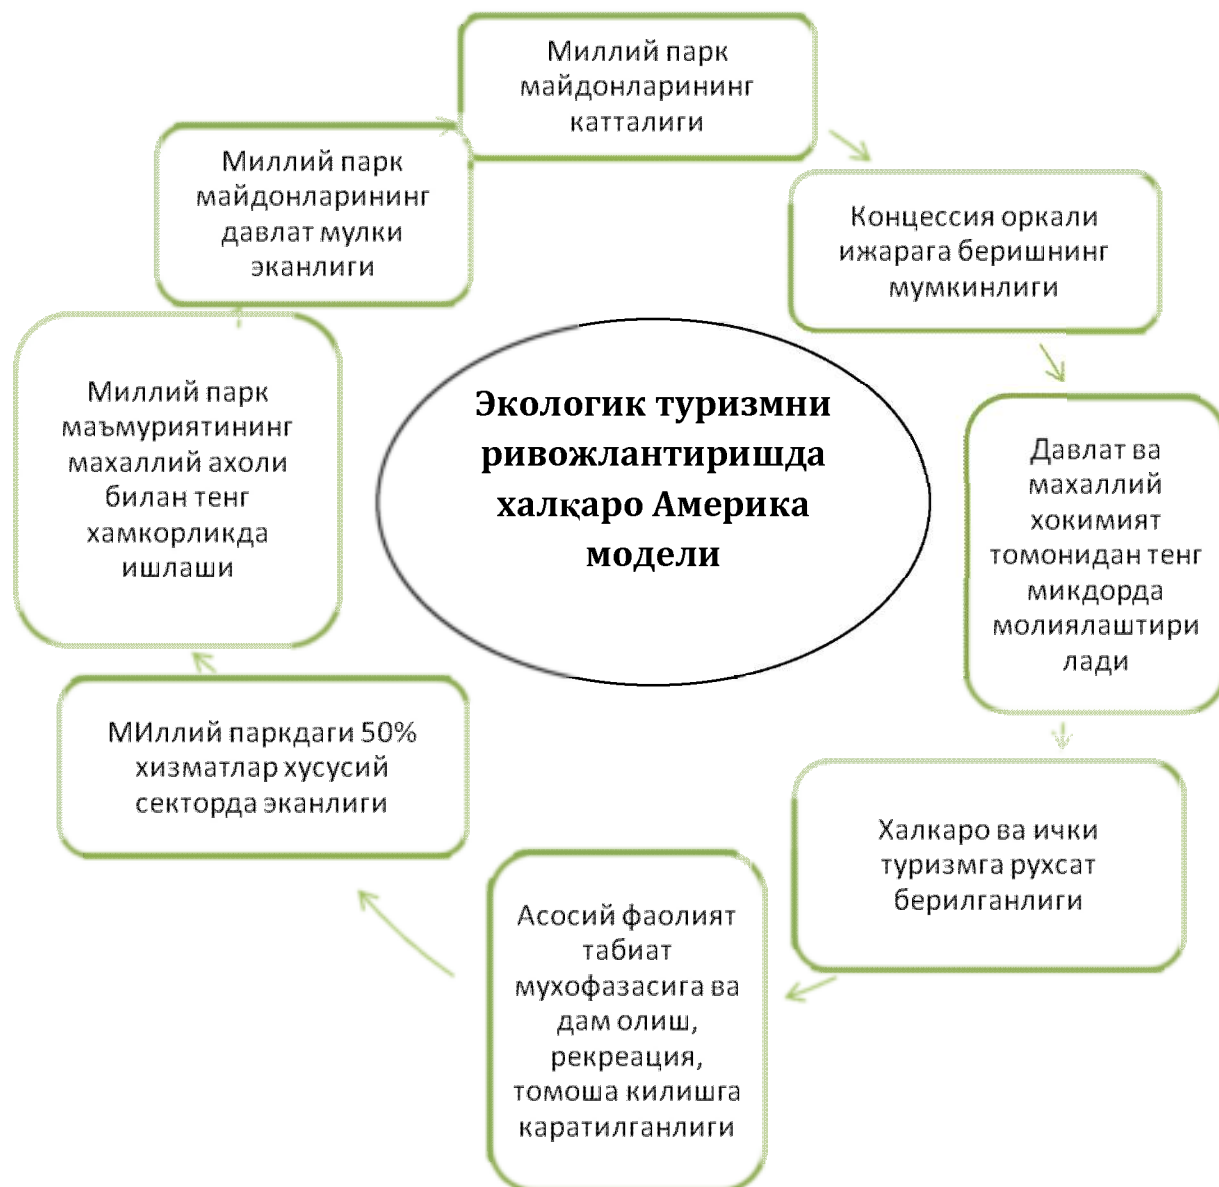 Миллий парк
майдонларининг
катталиги
Концессия оркали
ижарага беришнинг
мумкинлиги
Давлат ва
махаллий
хокимият
томонидан тенг
микдорда
молиялаштири
лади
Халкаро ва ички
туризмга рухсат
берилганлиги
Асосий фаолият
табиат
мухофазасига ва
дам олиш,
рекреация,
томоша килишга
каратилганлиги
МИллий паркдаги 50%
хизматлар хусусий
секторда эканлиги
Миллий парк
маъмуриятининг
махаллий ахоли
билан тенг
хамкорликда
ишлаши
Миллий парк
майдонларининг
давлат мулки
эканлиги
Экологик туризмни
ривожлантиришда
халқаро Америка
модели